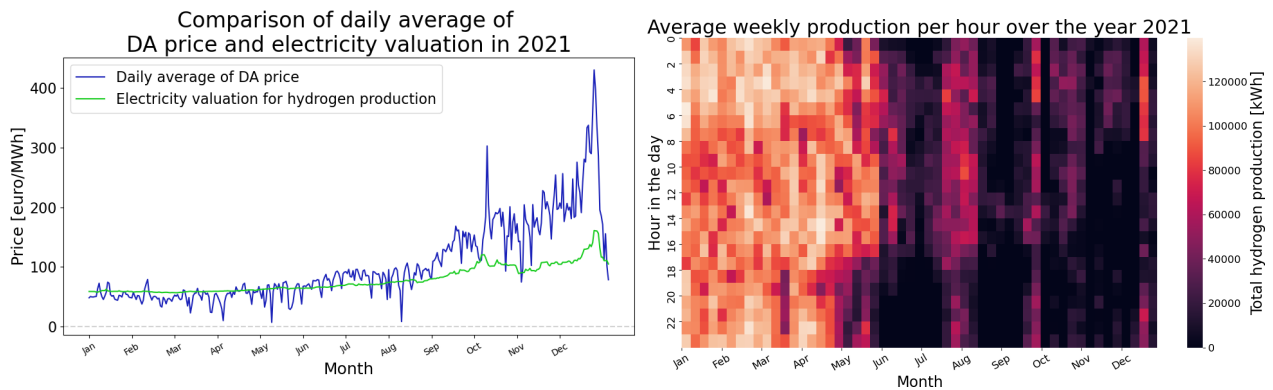 Comparison of daily average of
DA price and electricity valuation in 2021
Daily average of DA price
Electricity valuation for hydrogen production
Price [euro/MWh]
400
300
200
100
0
Jan Feb Mar Apr May Jun Jul Aug Sep Oct Nov Dec
Month
Average weekly production per hour over the year 2021
Hour in the day
0
2
4
6
8
10
12
14
16
18
20
22
Jan Feb Mar Apr May Jun Jul Aug Sep Oct Nov Dec
Month
120000
100000
80000
60000
40000
20000
0
Total hydrogen production [kWh]